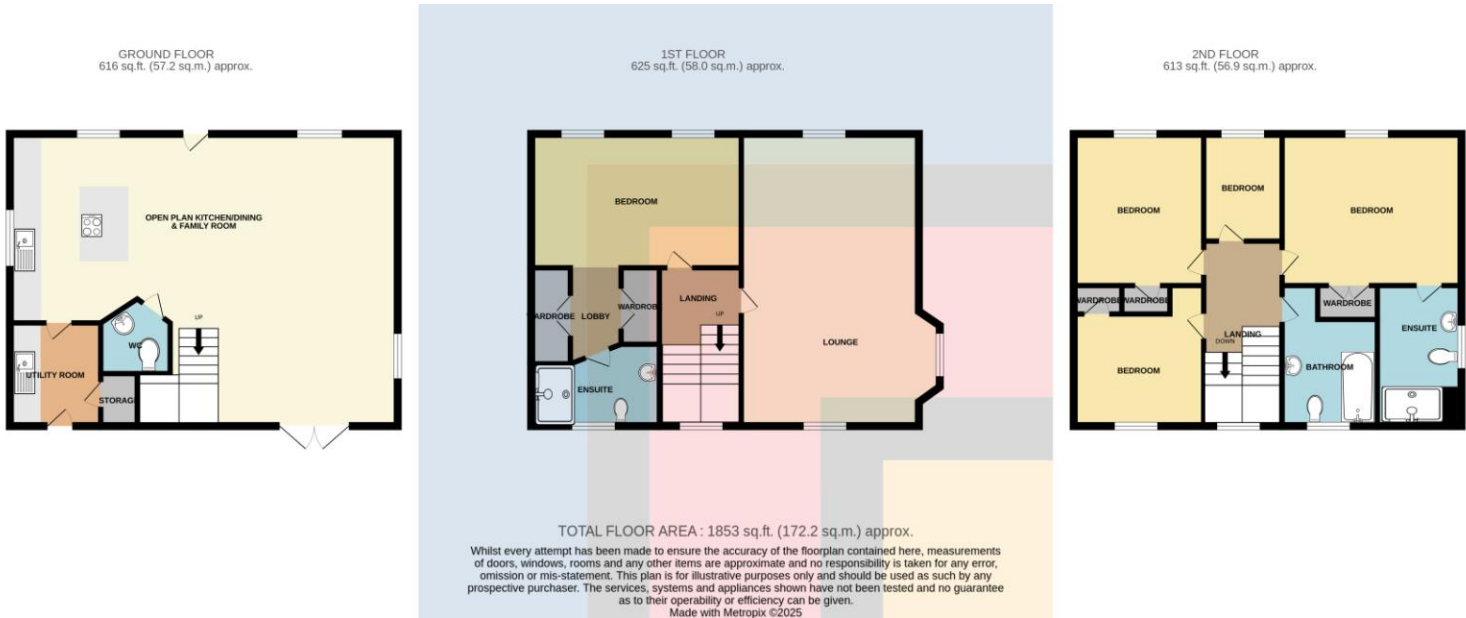 GROUND FLOOR
616 sq.ft. (57.2 sq.m.) approx.
OPEN PLAN KITCHEN/DINING
& FAMILY ROOM
UP
WC
UTILITY ROOM
STORAG
1ST FLOOR
625 sq.ft. (58.0 sq.m.) approx.
BEDROOM
LANDING
UP
WARDROBE
LOBBY
WARDROBE
LOUNGE
ENSUITE
2ND FLOOR
613 sq.ft. (56.9 sq.m.) approx.
BEDROOM
BEDROOM
BEDROOM
WARDROBE
WARDROBE
WARDROBE
LANDING
DOWN
ENSUITE
BEDROOM
BATHROOM
TOTAL FLOOR AREA : 1853 sq.ft. (172.2 sq.m.) approx.
Whilst every attempt has been made to ensure the accuracy of the floorplan contained here, measurements
of doors, windows, rooms and any other items are approximate and no responsibility is taken for any error,
omission or mis-statement. This plan is for illustrative purposes only and should be used as such by any
prospective purchaser. The services, systems and appliances shown have not been tested and no guarantee
as to their operability or efficiency can be given.
Made with Metropix ©2025